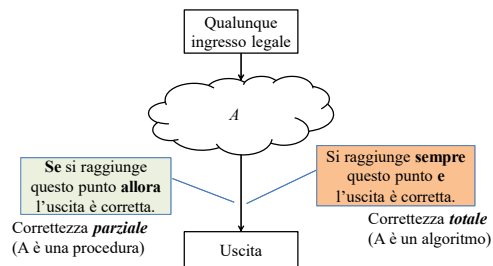 Qualunque
ingresso legale
A
Se si raggiunge
questo punto allora
l'uscita è corretta.
Si raggiunge sempre
questo punto e
l'uscita è corretta.
Correttezza parziale
(A è una procedura)
Correttezza totale
(A è un algoritmo)
Uscita